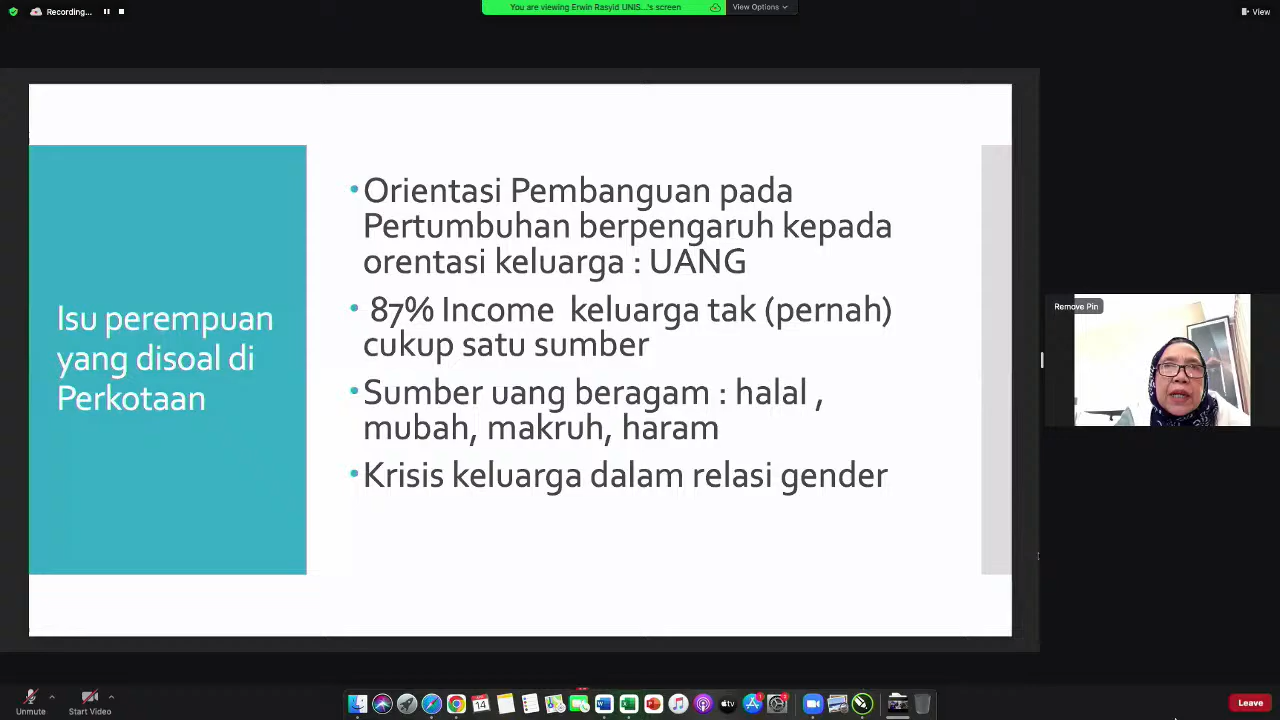 Recording...
You are viewing Erwin Rasyid UNIS...'s screen
View Options
View
Isu perempuan
yang disoal di
Perkotaan
Orientasi Pembanguan pada
Pertumbuhan berpengaruh kepada
orentasi keluarga : UANG
87% Income keluarga tak (pernah)
cukup satu sumber
Sumber uang beragam : halal ,
mubah, makruh, haram
Krisis keluarga dalam relasi gender
Remove Pin
Unmute
Start Video
14
tv
Leave